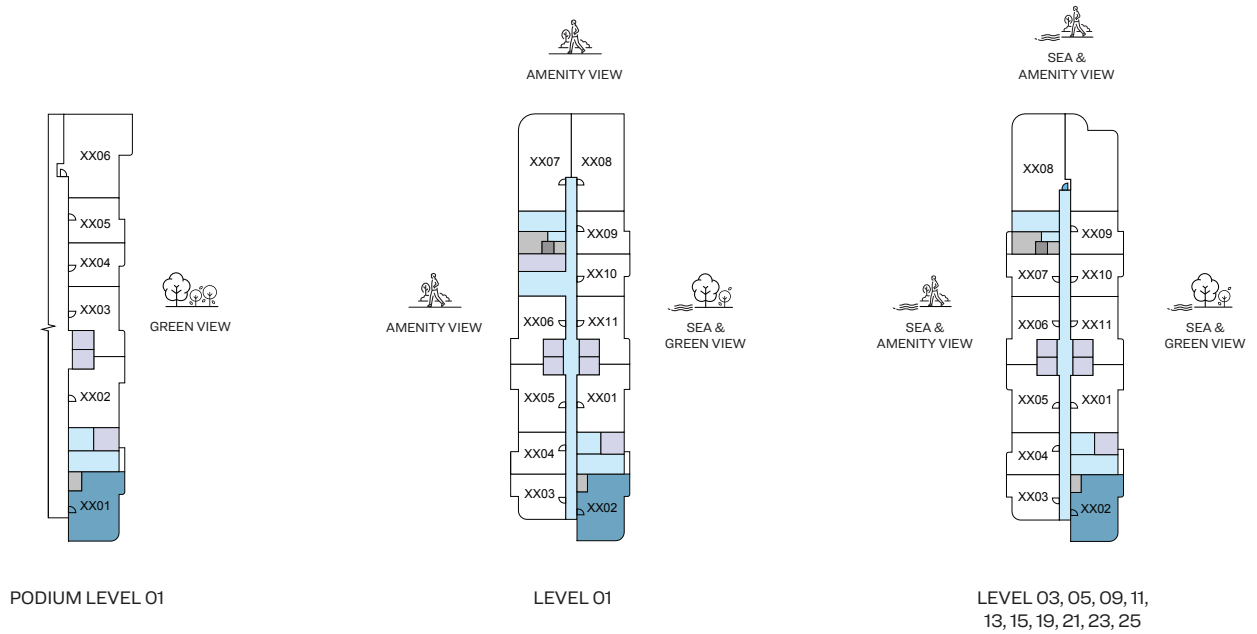 AMENITY VIEW
SEA &
AMENITY VIEW
XX06
XX05
XX04
XX03
XX02
XX01
GREEN VIEW
PODIUM LEVEL 01
AMENITY VIEW
XX07
XX08
XX09
XX10
XX06
XX11
XX05
XX01
XX04
XX03
XX02
SEA &
GREEN VIEW
LEVEL 01
SEA &
AMENITY VIEW
XX08
XX09
XX07
XX10
XX06
XX11
XX05
XX01
XX04
XX03
XX02
SEA &
GREEN VIEW
LEVEL 03, 05, 09, 11,
13, 15, 19, 21, 23, 25